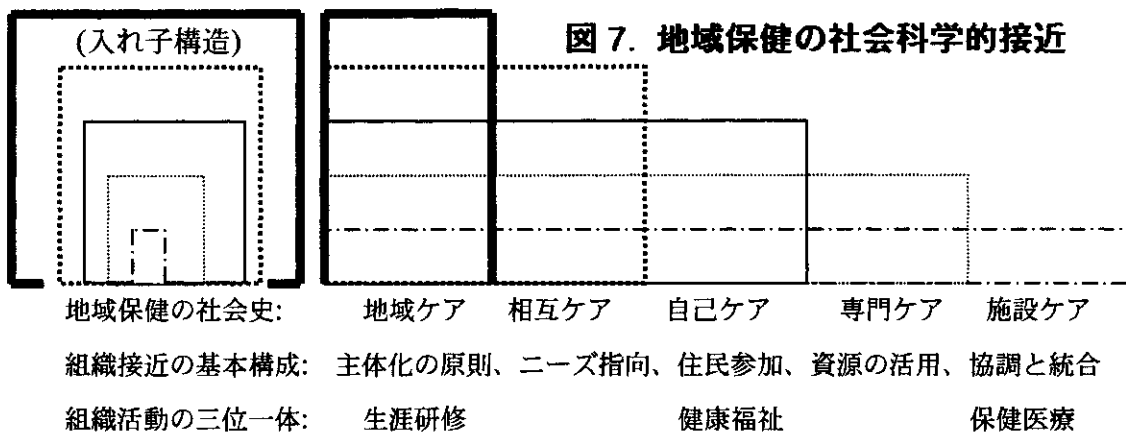 (入れ子構造)
図 7. 地域保健の社会科学的接近
地域保健の社会史: 地域ケア 相互ケア 自己ケア 専門ケア 施設ケア
組織接近の基本構成: 主体化の原則、ニーズ指向、住民参加、資源の活用、協調と統合
組織活動の三位一体: 生涯研修 健康福祉 保健医療